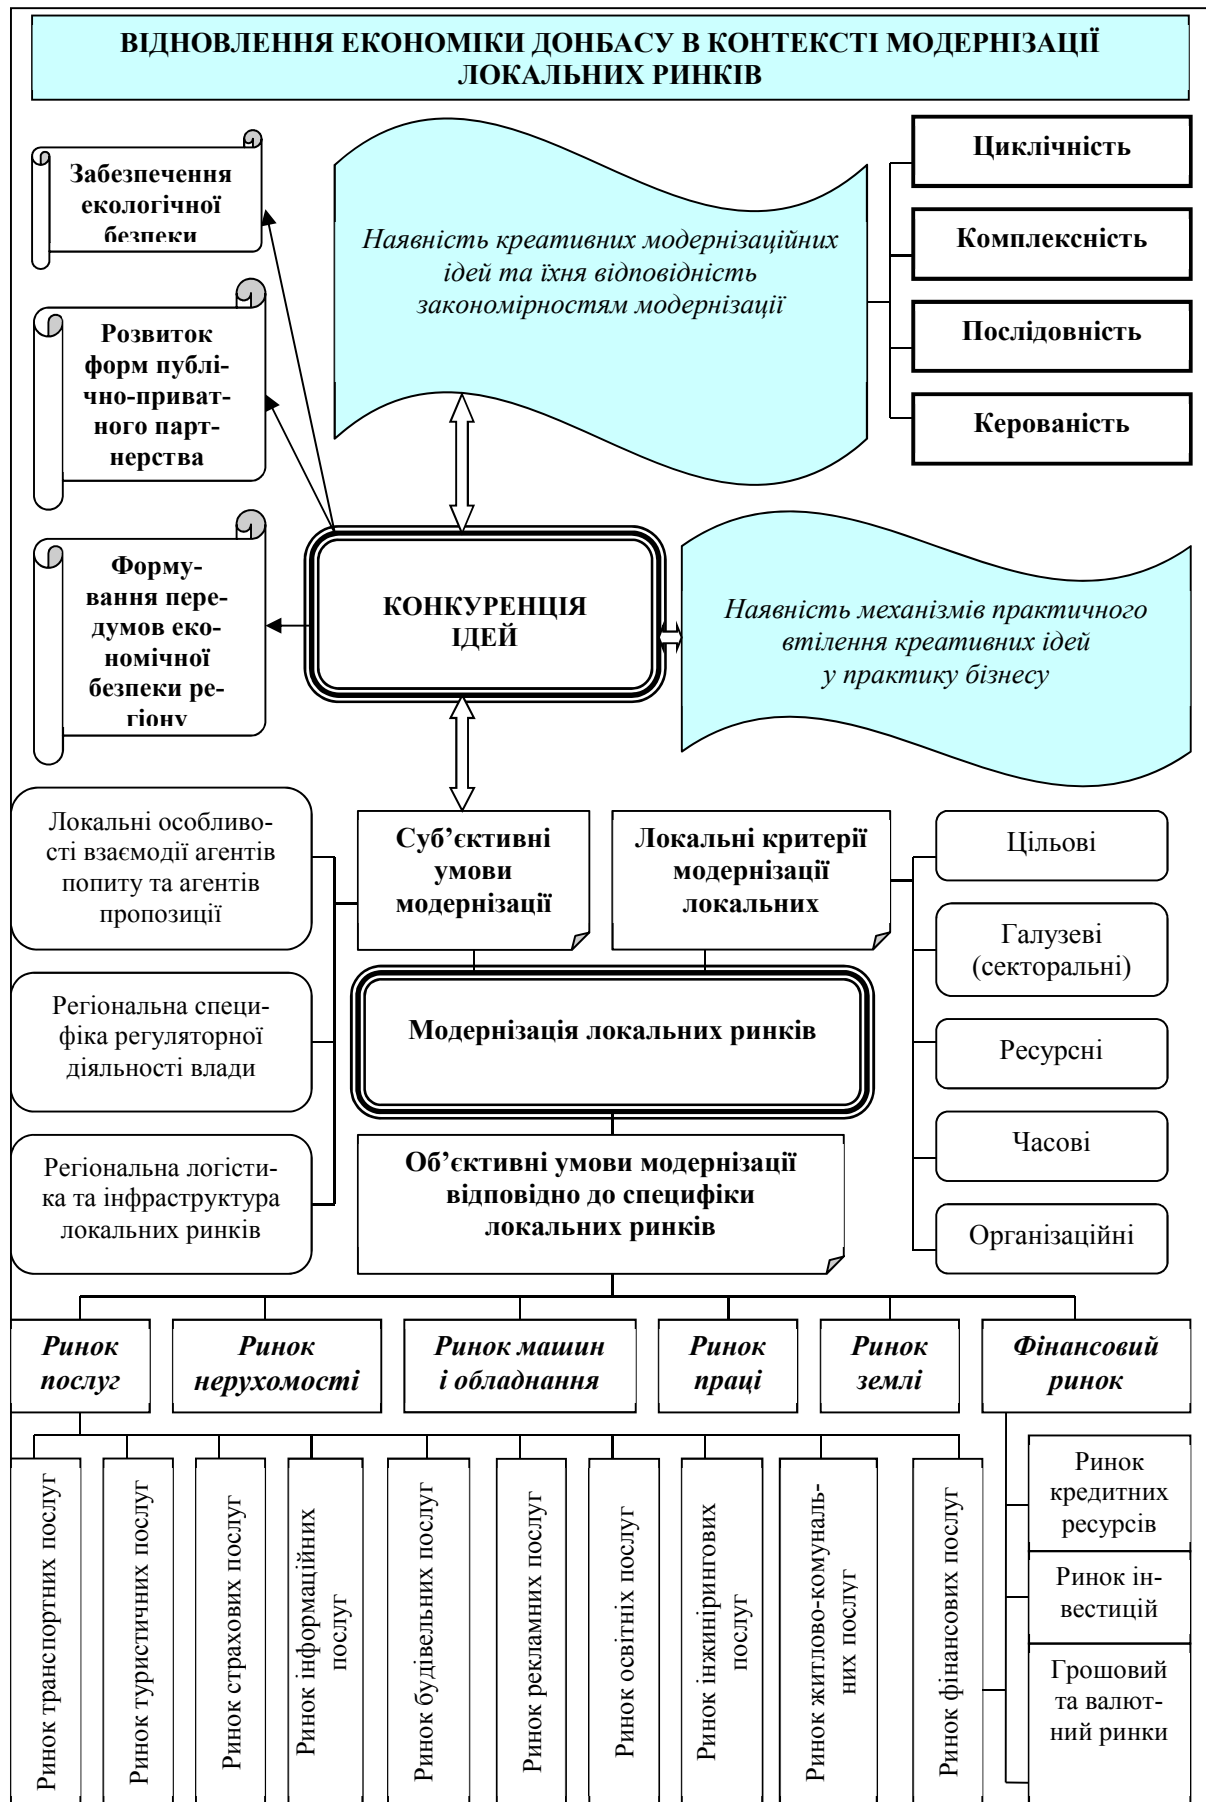 ВІДНОВЛЕННЯ ЕКОНОМІКИ ДОНБАСУ В КОНТЕКСТІ МОДЕРНІЗАЦІЇ
ЛОКАЛЬНИХ РИНКІВ
Забезпечення
екологічної
безпеки
Розвиток
форм публі-
чно-приват-
ного парт-
нерства
Форму-
вання пере-
думов еко-
номічної
безпеки ре-
гіону
Наявність креативних модернізаційних
ідей та їхня відповідність
закономірностям модернізації
Циклічність
Комплексність
Послідовність
Керованість
КОНКУРЕНЦІЯ
ІДЕЙ
Наявність механізмів практичного
втілення креативних ідей
у практику бізнесу
Локальні особливо-
сті взаємодії агентів
попиту та агентів
пропозиції
Регіональна специ-
фіка регуляторної
діяльності влади
Регіональна логісти-
ка та інфраструктура
локальних ринків
Суб’єктивні
умови
модернізації
Локальні критерії
модернізації
локальних
Модернізація локальних ринків
Об’єктивні умови модернізації
відповідно до специфіки
локальних ринків
Цільові
Галузеві
(секторальні)
Ресурсні
Часові
Організаційні
Ринок
послуг
Ринок
нерухомості
Ринок машин
і обладнання
Ринок
праці
Ринок
землі
Фінансовий
ринок
Ринок транспортних послуг
Ринок туристичних послуг
Ринок страхових послуг
Ринок інформаційних
послуг
Ринок будівельних послуг
Ринок рекламних послуг
Ринок освітніх послуг
Ринок інжинірингових
послуг
Ринок житлово-комуналь-
них послуг
Ринок фінансових послуг
Ринок
кредитних
ресурсів
Ринок ін-
вестицій
Грошовий
та валют-
ний ринки